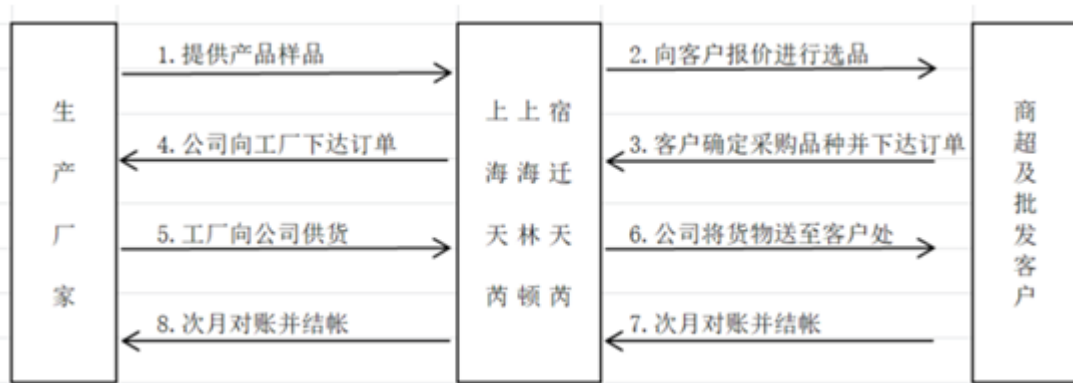 生产厂家
1.提供产品样品
4.公司向工厂下达订单
5.工厂向公司供货
8.次月对账并结帐
上海天芮
上海林顿
宿迁天芮
2.向客户报价进行选品
3.客户确定采购品种并下达订单
6.公司将货物送至客户处
7.次月对账并结帐
商超及批发客户